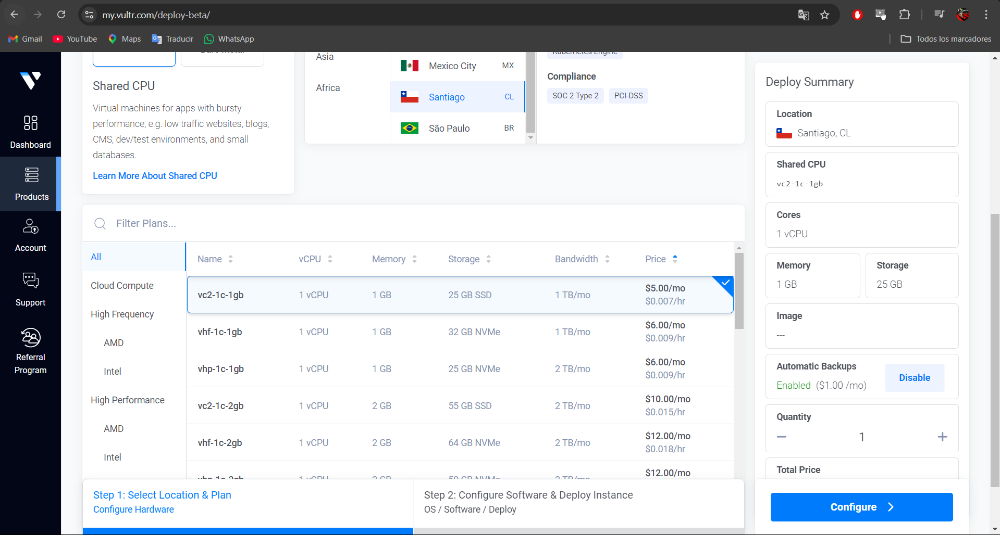 my.vultr.com/deploy-beta/
Gmail
YouTube
Maps
Traducir
WhatsApp
Todos los marcadores
Dashboard
Products
Account
Support
Referral
Program
Shared CPU
Virtual machines for apps with bursty
performance, e.g. low traffic websites, blogs,
CMS, dev/test environments, and small
databases.
Learn More About Shared CPU
Asia
Africa
Mexico City MX
Santiago CL
São Paulo BR
Kubernetes Engine
Compliance
SOC 2 Type 2 PCI-DSS
Filter Plans...
All
Cloud Compute
High Frequency
AMD
Intel
High Performance
AMD
Intel
Name vCPU Memory Storage Bandwidth Price
vc2-1c-1gb 1 vCPU 1 GB 25 GB SSD 1 TB/mo $5.00/mo
$0.007/hr
vhf-1c-1gb 1 vCPU 1 GB 32 GB NVMe 1 TB/mo $6.00/mo
$0.009/hr
vhp-1c-1gb 1 vCPU 1 GB 25 GB NVMe 2 TB/mo $6.00/mo
$0.009/hr
vc2-1c-2gb 1 vCPU 2 GB 55 GB SSD 2 TB/mo $10.00/mo
$0.015/hr
vhf-1c-2gb 1 vCPU 2 GB 64 GB NVMe 2 TB/mo $12.00/mo
$0.018/hr
$12.00/mo
Step 1: Select Location & Plan
Configure Hardware
Step 2: Configure Software & Deploy Instance
OS / Software / Deploy
Deploy Summary
Location
Santiago, CL
Shared CPU
vc2-1c-1gb
Cores
1 vCPU
Memory
1 GB
Storage
25 GB
Image
---
Automatic Backups
Enabled ($1.00 /mo)
Disable
Quantity
1
Total Price
Configure